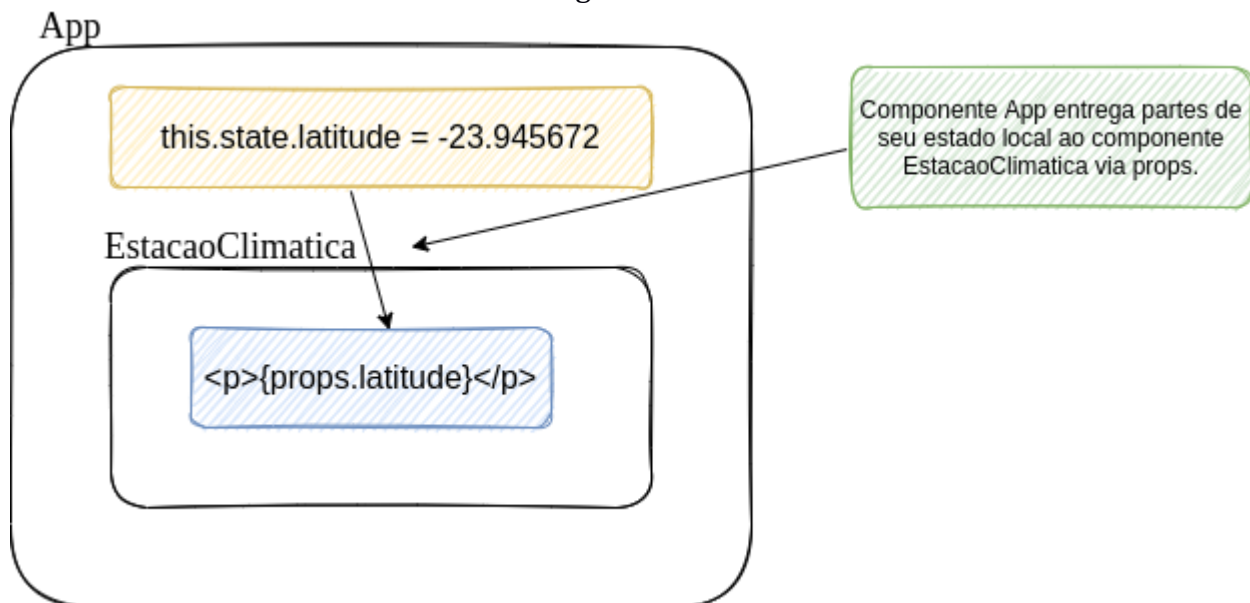 App
this.state.latitude = -23.945672
Componente App entrega partes de
seu estado local ao componente
EstacaoClimatica via props.
EstacaoClimatica
<p>{props.latitude}</p>